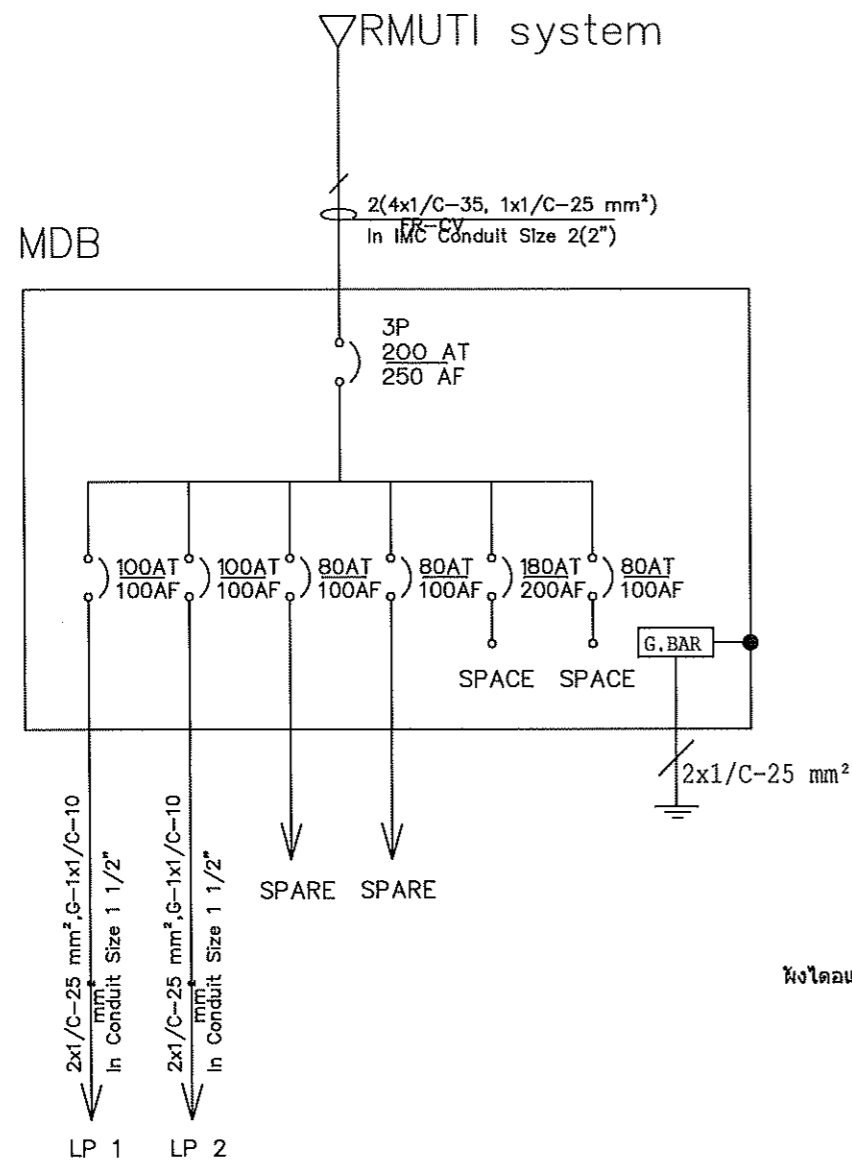 RMUTI system
2(4x1/C-35, 1x1/C-25 mm²)
FR-CV
In IMC Conduit Size 2(2")
MDB
3P
200 AT
250 AF
100AT
100AF
100AT
100AF
80AT
100AF
80AT
100AF
180AT
200AF
80AT
100AF
SPACE
SPACE
G.BAR
2x1/C-25 mm²
2x1/C-25 mm²,G-1x1/C-10
mm²
In Conduit Size 1 1/2"
2x1/C-25 mm²,G-1x1/C-10
mm²
In Conduit Size 1 1/2"
SPARE
SPARE
LP 1
LP 2